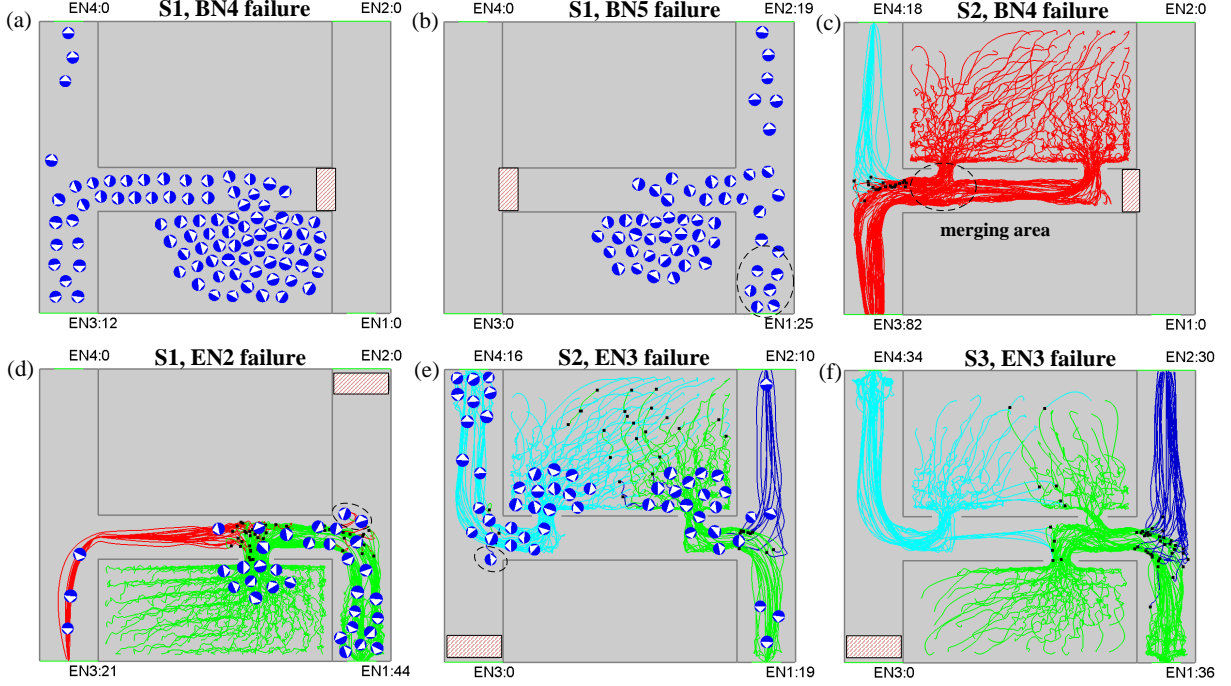 (a) EN4:0 S1, BN4 failure EN2:0
EN3:12 EN1:0
(b) EN4:0 S1, BN5 failure EN2:19
EN3:0 EN1:25
(c) EN4:18 S2, BN4 failure EN2:0
merging area
EN3:82 EN1:0
(d) EN4:0 S1, EN2 failure EN2:0
EN3:21 EN1:44
(e) EN4:16 S2, EN3 failure EN2:10
EN3:0 EN1:19
(f) EN4:34 S3, EN3 failure EN2:30
EN3:0 EN1:36